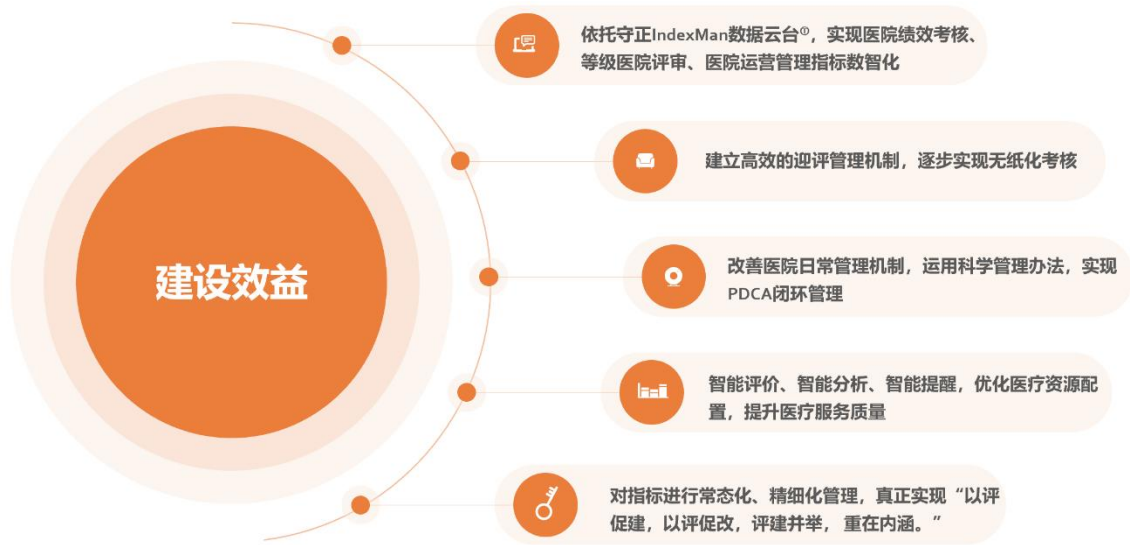 建设效益
依托守正IndexMan数据云台®，实现医院绩效考核、
等级医院评审、医院运营管理指标数智化
建立高效的迎评管理机制，逐步实现无纸化考核
改善医院日常管理机制，运用科学管理办法，实现
PDCA闭环管理
智能评价、智能分析、智能提醒，优化医疗资源配
置，提升医疗服务质量
对指标进行常态化、精细化管理，真正实现“以评
促建，以评促改，评建并举， 重在内涵。”